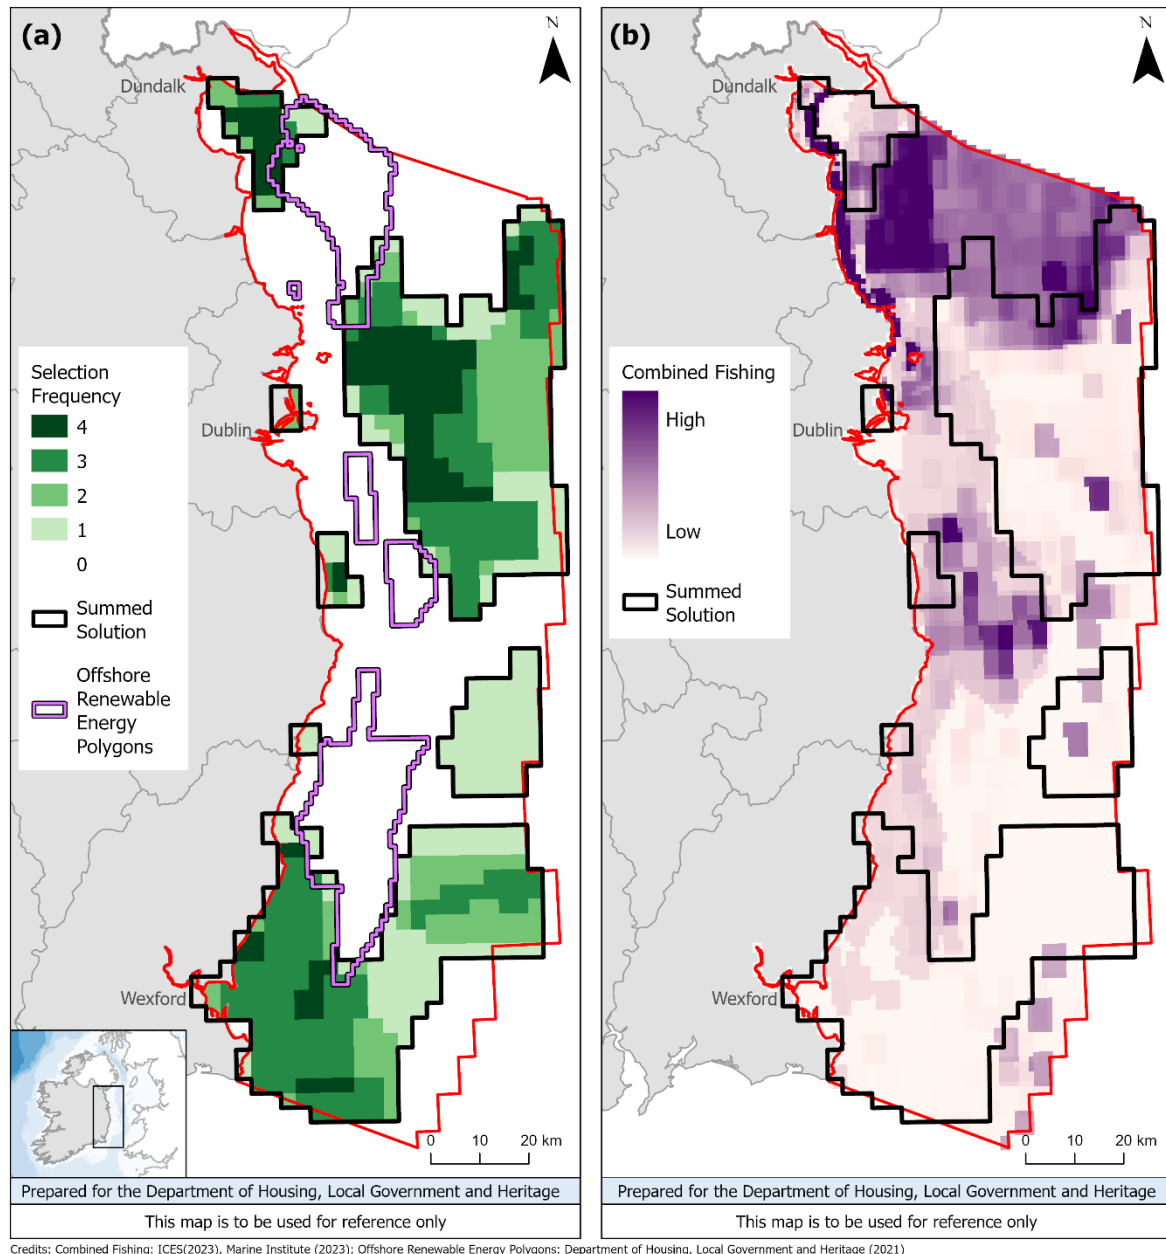 (a)
N
Dundalk
Selection
Frequency
4
3
2
1
0
Summed
Solution
Offshore
Renewable
Energy
Polygons
Dublin
Wexford
0 10 20 km
Prepared for the Department of Housing, Local Government and Heritage
This map is to be used for reference only
(b)
N
Dundalk
Combined Fishing
High
Low
Summed
Solution
Dublin
Wexford
0 10 20 km
Prepared for the Department of Housing, Local Government and Heritage
This map is to be used for reference only
Credits: Combined Fishing: ICES(2023), Marine Institute (2023); Offshore Renewable Energy Polygons: Department of Housing, Local Government and Heritage (2021)